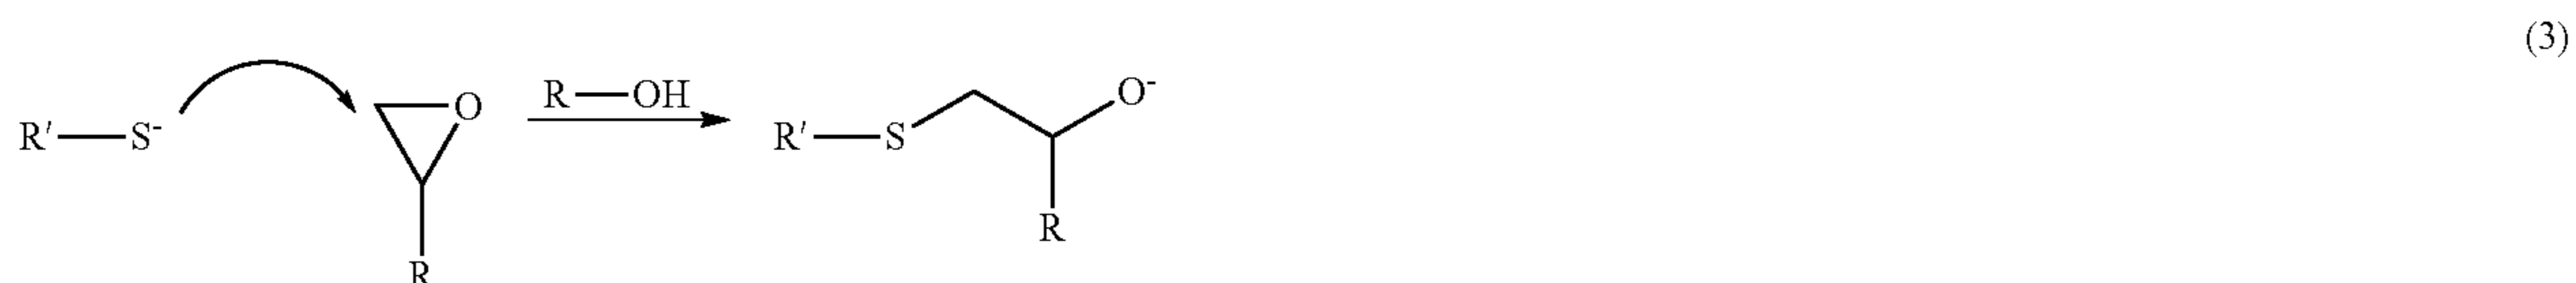 (3)
R—OH
O O-
R'—S- R'—S
R
R